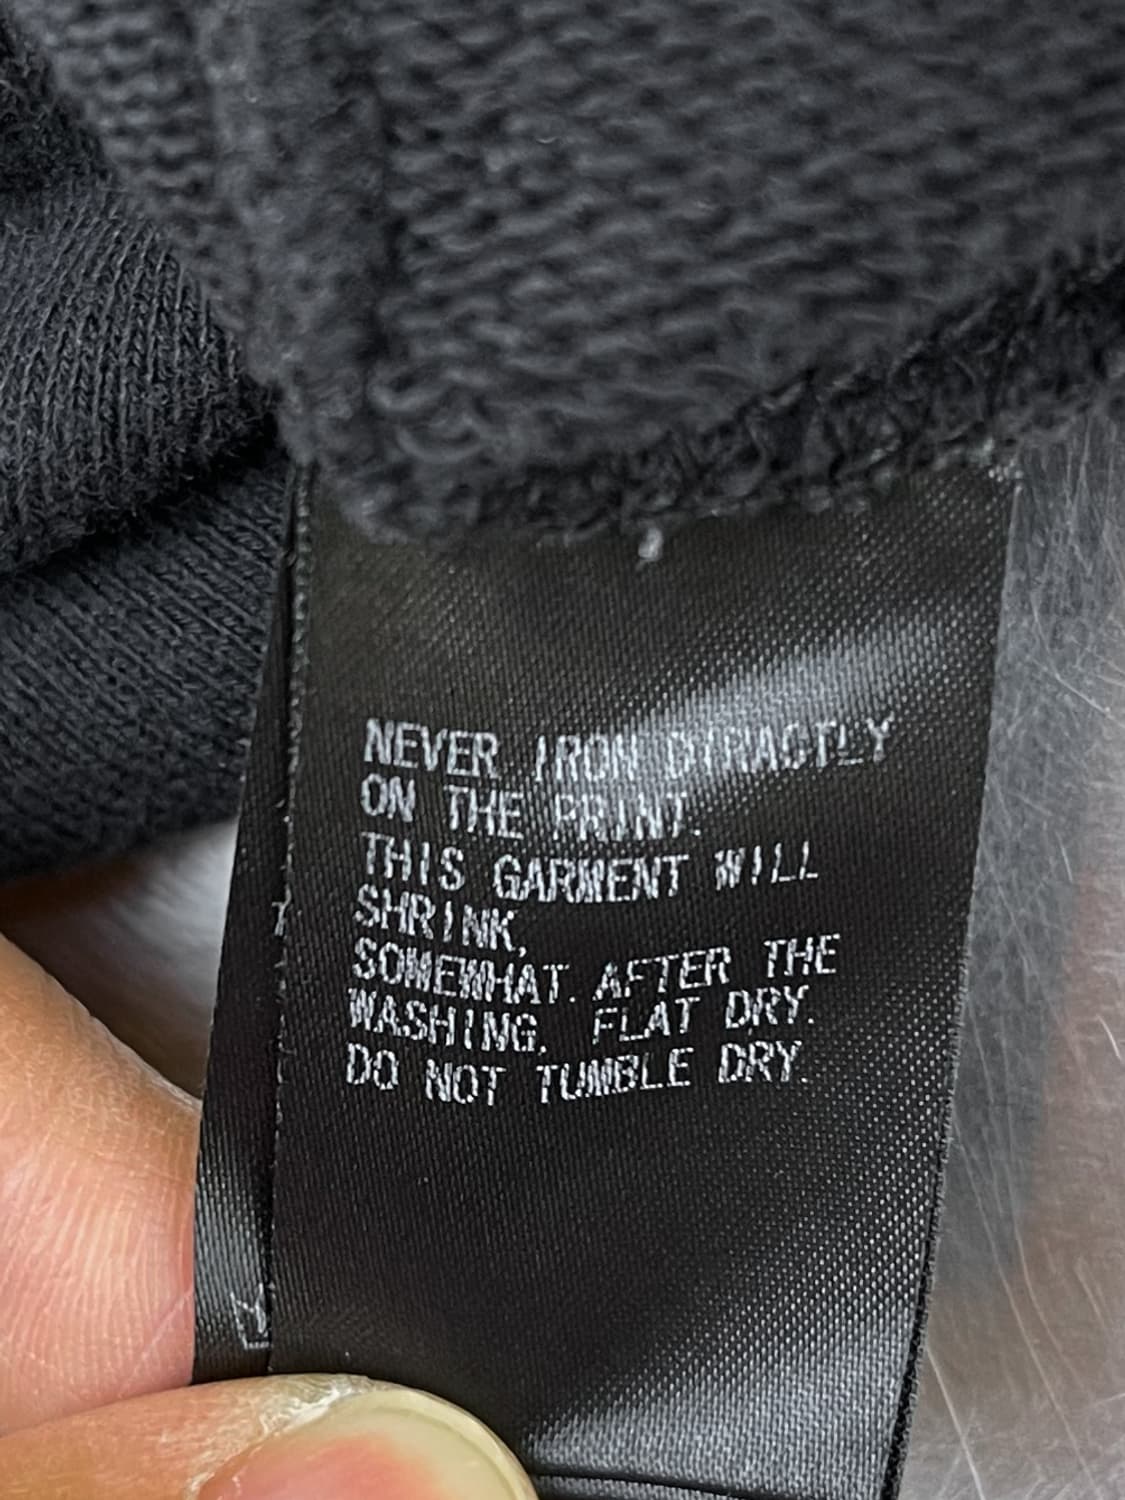 NEVER IRON DIRACTLY
ON THE PRINT.
THIS GARMENT WILL
SHRINK,
SOMEWHAT. AFTER THE
WASHING, FLAT DRY.
DO NOT TUMBLE DRY.